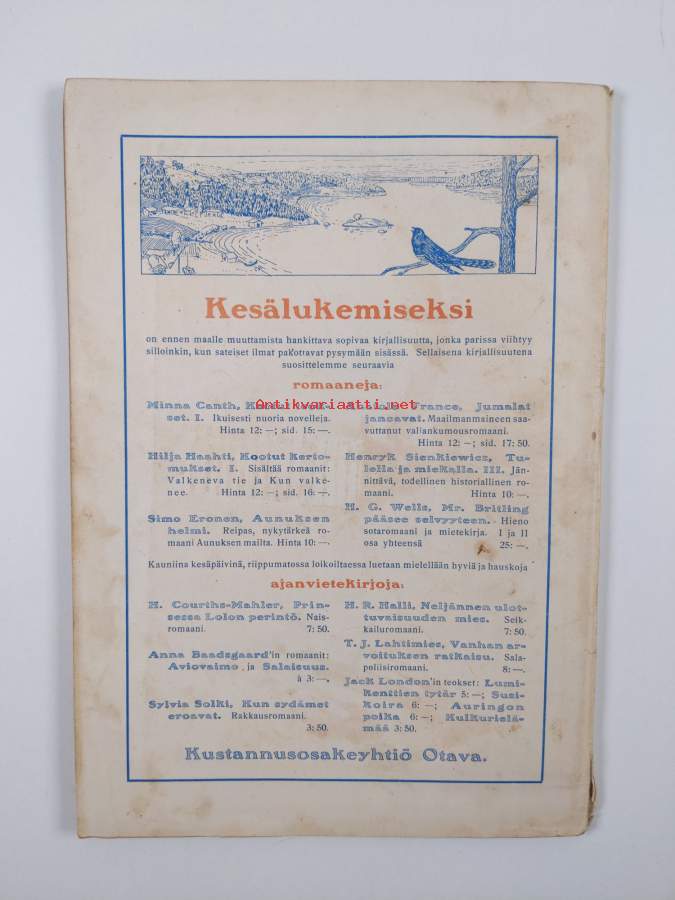 Kesälukemiseksi
on ennen maalle muuttamista hankittava sopivaa kirjallisuutta, jonka parissa viihtyy
silloinkin, kun sateiset ilmat pakottavat pysymään sisässä. Sellaisena kirjallisuutena
suosittelemme seuraavia
romaaneja:
Antikvariaatti.net
Minna Canth,
set. I. Ikuisesti nuoria novelleja.
Hinta 12: —; sid. 15: —.
Hilja Haahti, Kootut kerto-
mukset. I. Sisältää romaanit:
Valkeneva tie ja Kun valke-
nee. Hinta 12: —; sid. 16: —.
Simo Eronen, Aunuksen
helmi. Reipas, nykytärkeä ro-
maani Aunuksen mailta. Hinta 10: —.
France, Jumalat
janoavat. Maailmanmaineen saa-
vuttanut vallankumousromaani.
Hinta 12: —; sid. 17: 50.
Henryk Sienkiewicz, Tu-
lella ja miekalla. III. Jän-
nittävä, todellinen historiallinen ro-
maani. Hinta 10: —.
H. G. Wells, Mr. Britling
pääsee selvyyteen. Hieno
sotaromaani ja mietekirja. I ja II
osa yhteensä 25: —.
Kauniina kesäpäivinä, riippumatossa loikoiltaessa luetaan mielellään hyviä ja hauskoja
ajanvietekirjoja:
H. Courths-Mahler, Prin-
sessa Lolon perintö. Nais-
romaani. 7: 50.
Anna Baadsgaard'in romaanit:
Aviovaimo ja Salaisuus.
à 3: —.
Sylvia Solki, Kun sydämet
eroavat. Rakkausromaani.
3: 50.
H. R. Halli, Neljännen ulot-
tuvaisuuden mies. Seik-
kailuromaani. 7: 50.
T. J. Lahtimies, Vanhan ar-
voituksen ratkaisu. Sala-
poliisiromaani. 8: —.
Jack London'in teokset: Lumi-
kenttien tytär 5: —; Susi-
koira 6: —; Auringon
poika 6: —; Kulkurielä-
mää 3: 50.
Kustannusosakeyhtiö Otava.